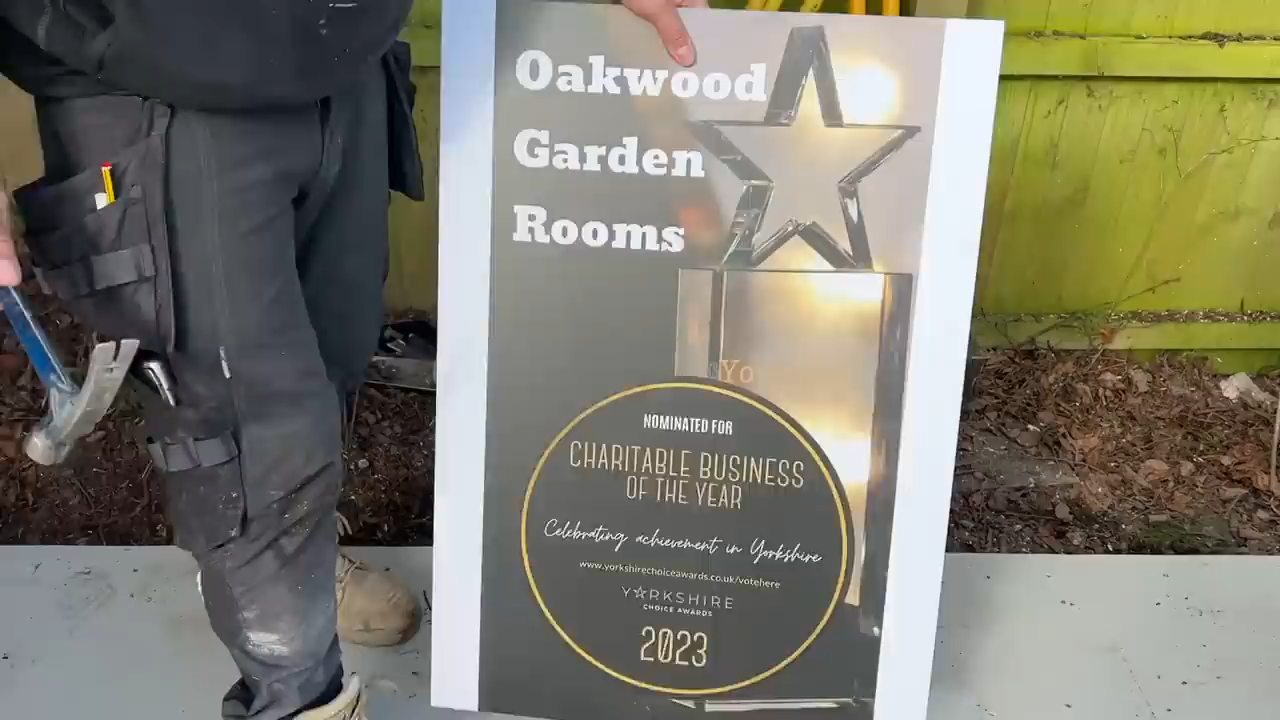 Oakwood
Garden
Rooms
Yo
NOMINATED FOR
CHARITABLE BUSINESS
OF THE YEAR
Celebrating achievement in Yorkshire
www.yorkshirechoiceawards.co.uk/votehere
YORKSHIRE
CHOICE AWARDS
2023